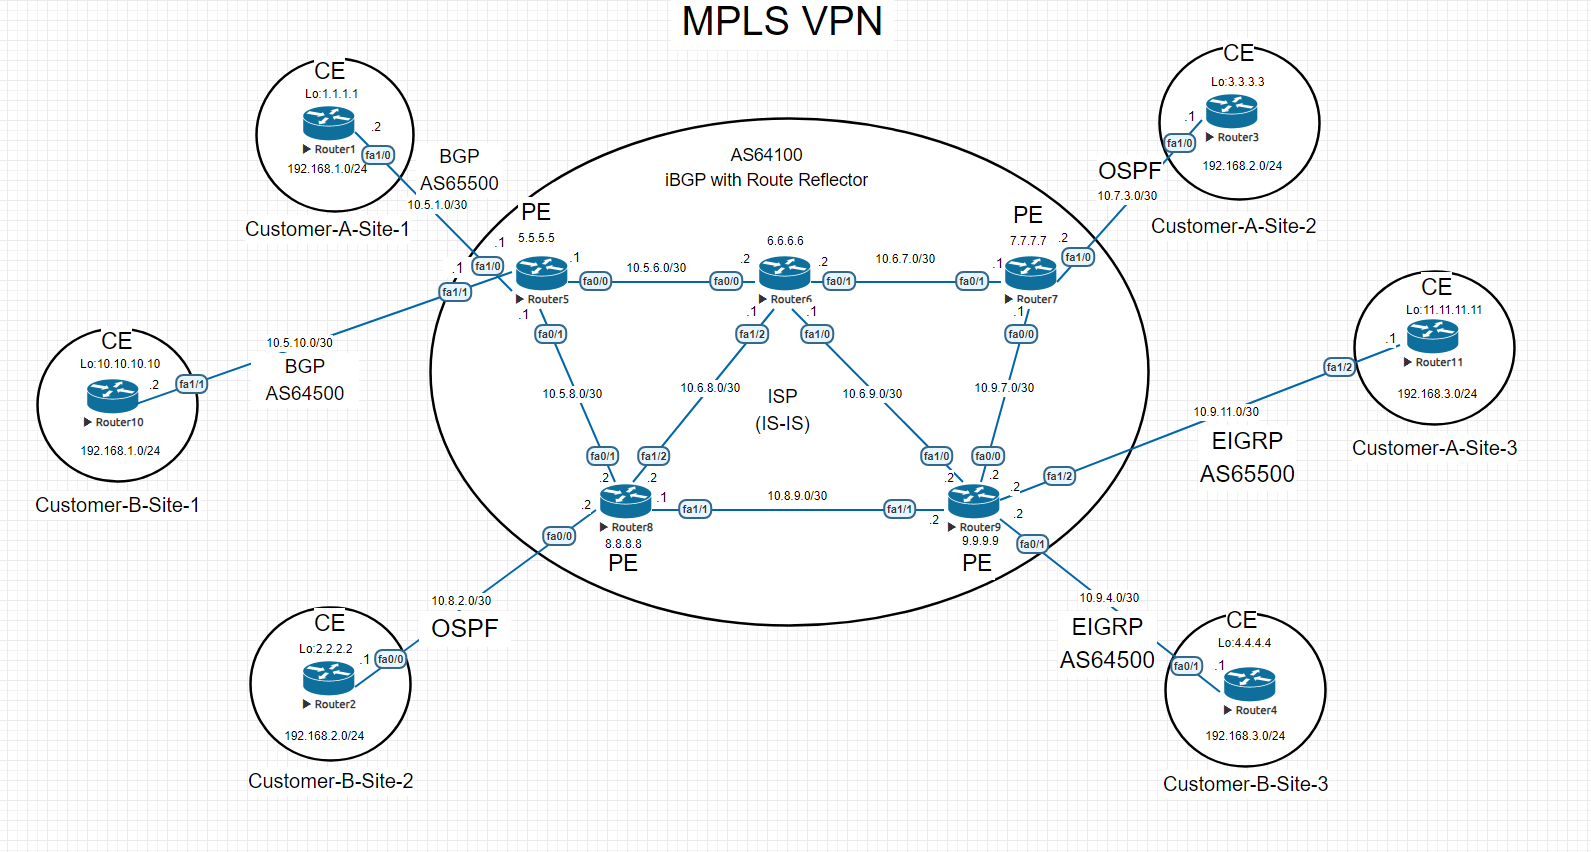 MPLS VPN
CE
Lo:1.1.1.1
.2
Router1
fa1/0
192.168.1.0/24
Customer-A-Site-1
BGP
AS65500
10.5.1.0/30
CE
Lo:3.3.3.3
.1
Router3
fa1/0
192.168.2.0/24
Customer-A-Site-2
OSPF
10.7.3.0/30
AS64100
iBGP with Route Reflector
PE
5.5.5.5
.1
fa1/0
.1
fa1/1
.1
Router5
fa0/0
.1
fa0/1
10.5.6.0/30
6.6.6.6
.2
fa0/0
.2
fa0/1
Router6
.1
fa1/2
.1
fa1/0
10.6.7.0/30
PE
7.7.7.7
.2
fa1/0
.1
fa0/1
Router7
.1
fa0/0
CE
Lo:11.11.11.11
.1
Router11
fa1/2
192.168.3.0/24
Customer-A-Site-3
10.9.11.0/30
EIGRP
AS65500
CE
Lo:10.10.10.10
.2
fa1/1
Router10
192.168.1.0/24
Customer-B-Site-1
10.5.10.0/30
BGP
AS64500
10.5.8.0/30
10.6.8.0/30
ISP
(IS-IS)
10.6.9.0/30
10.9.7.0/30
fa0/1
fa1/2
.2
.2
.1
.2
Router8
fa1/1
8.8.8.8
PE
fa0/0
10.8.9.0/30
fa1/0
fa0/0
.2
.2
.2
.2
fa1/2
fa1/1
.2
Router9
9.9.9.9
PE
fa0/1
10.8.2.0/30
OSPF
CE
Lo:2.2.2.2
.1
fa0/0
Router2
192.168.2.0/24
Customer-B-Site-2
10.9.4.0/30
EIGRP
AS64500
CE
Lo:4.4.4.4
fa0/1
.1
Router4
192.168.3.0/24
Customer-B-Site-3